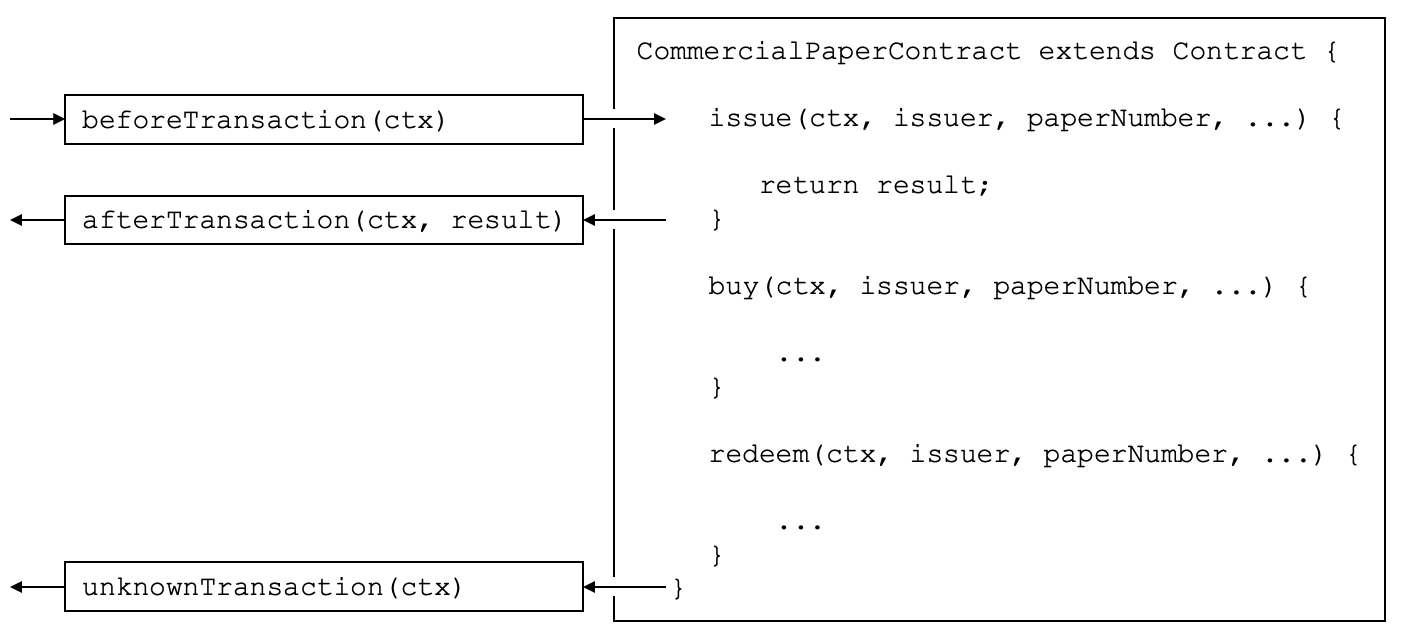 CommercialPaperContract extends Contract {
beforeTransaction(ctx)
issue(ctx, issuer, paperNumber, ...) {
return result;
afterTransaction(ctx, result)
}
buy(ctx, issuer, paperNumber, ...) {
...
}
redeem(ctx, issuer, paperNumber, ...) {
...
}
unknownTransaction(ctx)
}